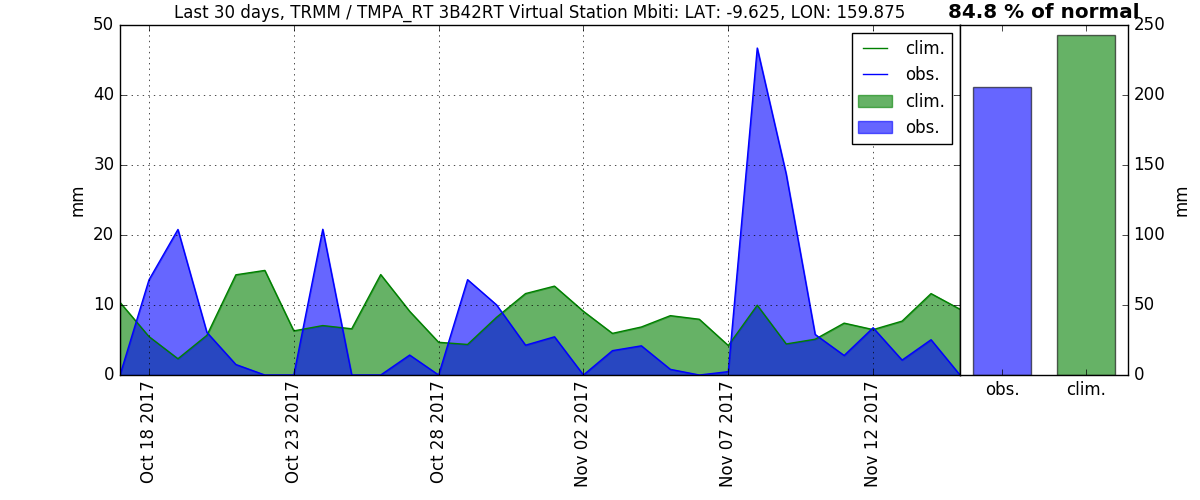 Last 30 days, TRMM / TMPA_RT 3B42RT Virtual Station Mbiti: LAT: -9.625, LON: 159.875
84.8 % of normal
50
40
30
20
10
0
mm
clim.
obs.
clim.
obs.
250
200
150
100
50
0
mm
Oct 18 2017
Oct 23 2017
Oct 28 2017
Nov 02 2017
Nov 07 2017
Nov 12 2017
obs.
clim.